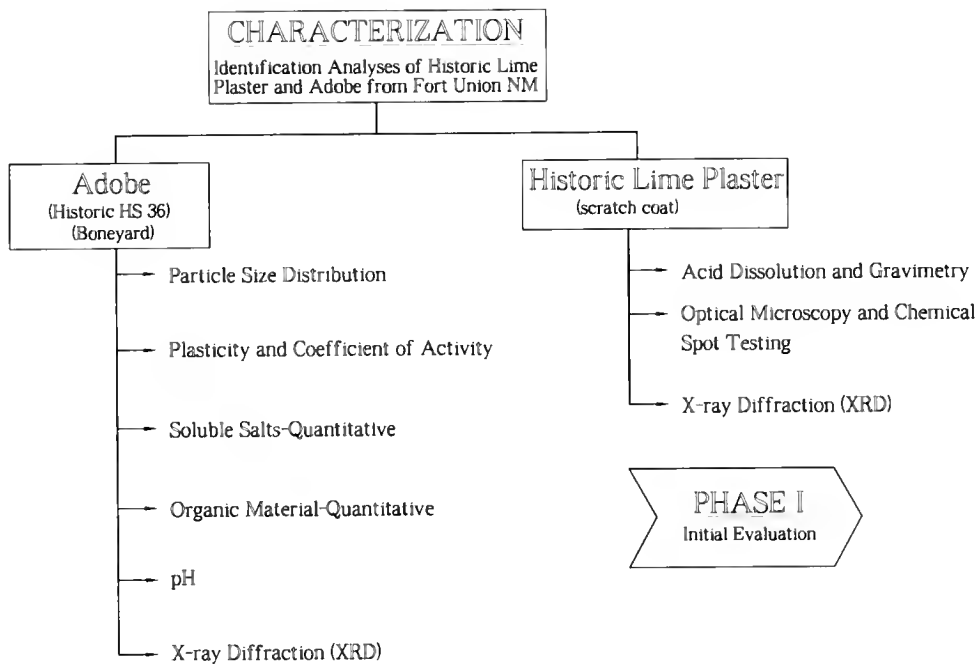 CHARACTERIZATION
Identification Analyses of Historic Lime
Plaster and Adobe from Fort Union NM
Adobe
(Historic HS 36)
(Boneyard)
Particle Size Distribution
Plasticity and Coefficient of Activity
Soluble Salts-Quantitative
Organic Material-Quantitative
pH
X-ray Diffraction (XRD)
Historic Lime Plaster
(scratch coat)
Acid Dissolution and Gravimetry
Optical Microscopy and Chemical
Spot Testing
X-ray Diffraction (XRD)
PHASE I
Initial Evaluation